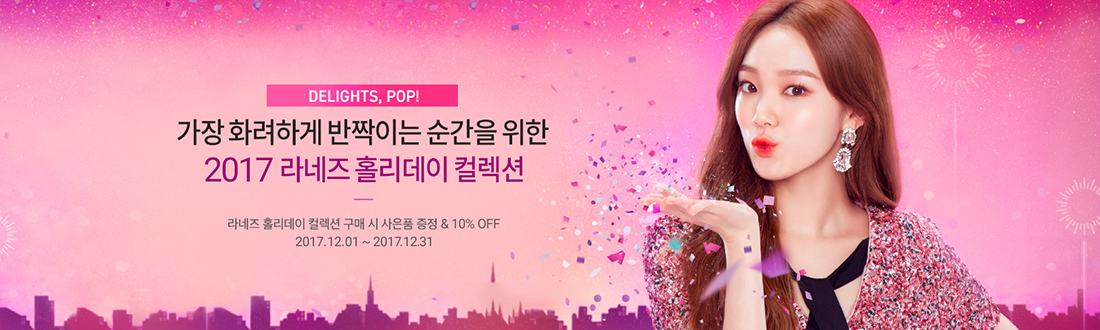 DELIGHTS, POP!
가장 화려하게 반짝이는 순간을 위한
2017 라네즈 홀리데이 컬렉션
라네즈 홀리데이 컬렉션 구매 시 사은품 증정 & 10% OFF
2017.12.01 ~ 2017.12.31